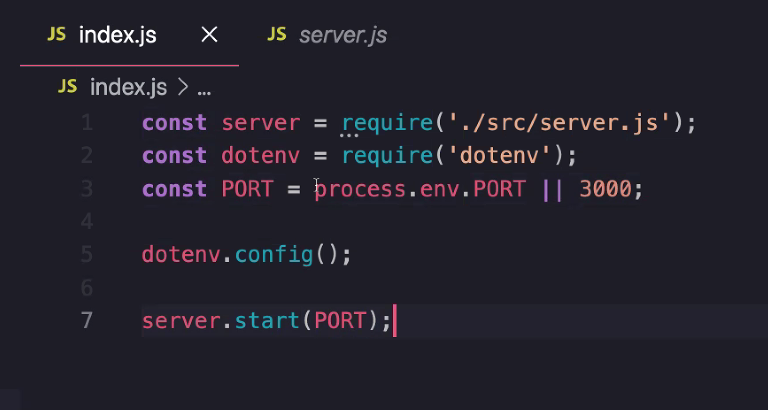 JS index.js × JS server.js
JS index.js > ...
1 const server = require('./src/server.js');
2 const dotenv = require('dotenv');
3 const PORT = process.env.PORT || 3000;
4
5 dotenv.config();
6
7 server.start(PORT);